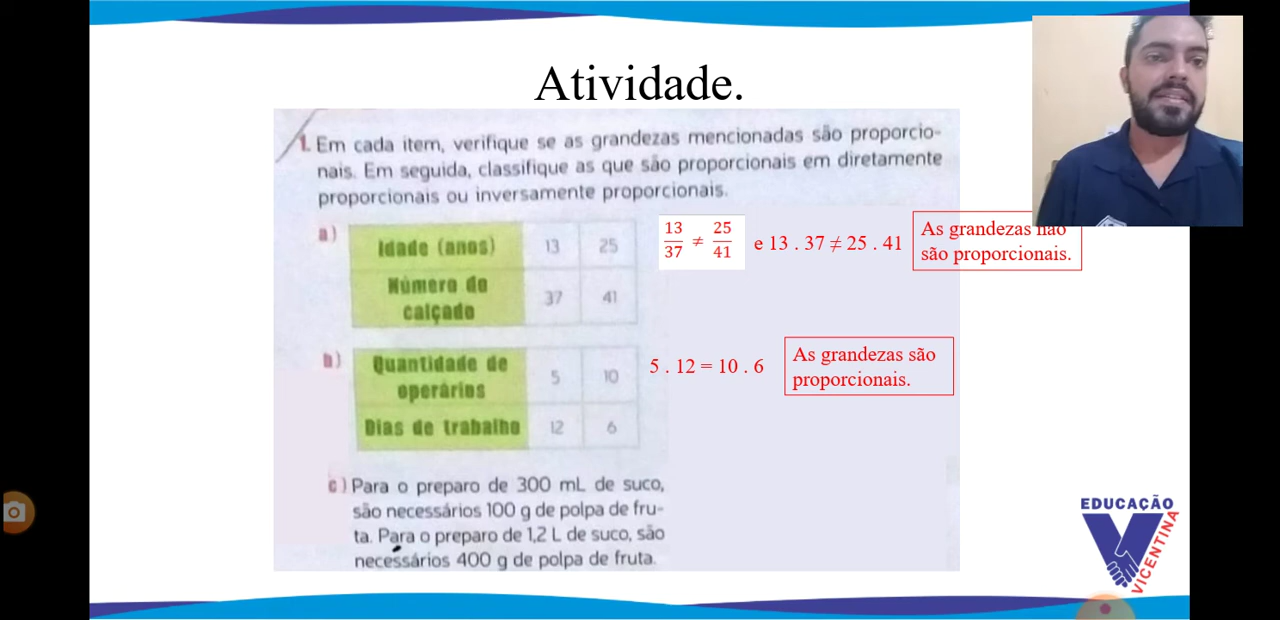 Atividade.
1. Em cada item, verifique se as grandezas mencionadas são proporcio-
nais. Em seguida, classifique as que são proporcionais em diretamente
proporcionais ou inversamente proporcionais.
a)
Idade (anos) 13 25
Número do
calçado
37 41
13/37 ≠ 25/41 e 13 . 37 ≠ 25 . 41
As grandezas não
são proporcionais.
b)
Quantidade de
operários
5 10
Dias de trabalho 12 6
5 . 12 = 10 . 6
As grandezas são
proporcionais.
c) Para o preparo de 300 mL de suco,
são necessários 100 g de polpa de fru-
ta. Para o preparo de 1,2 L de suco, são
necessários 400 g de polpa de fruta.
EDUCAÇÃO
VICENTINA